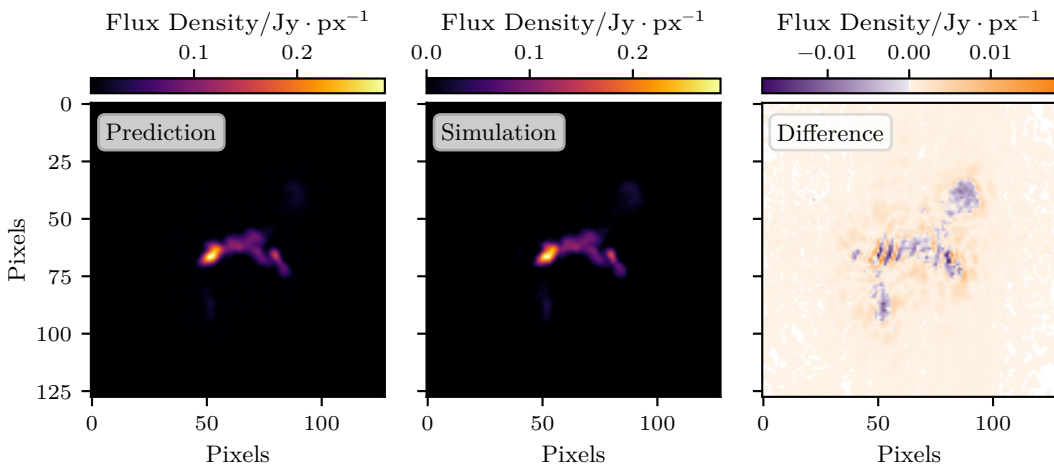 Flux Density/Jy · px⁻¹ Flux Density/Jy · px⁻¹ Flux Density/Jy · px⁻¹
0.1 0.2 0.0 0.1 0.2 −0.01 0.00 0.01
0 Prediction Simulation Difference
25
50
75
100
125
Pixels
0 50 100 0 50 100 0 50 100
Pixels Pixels Pixels